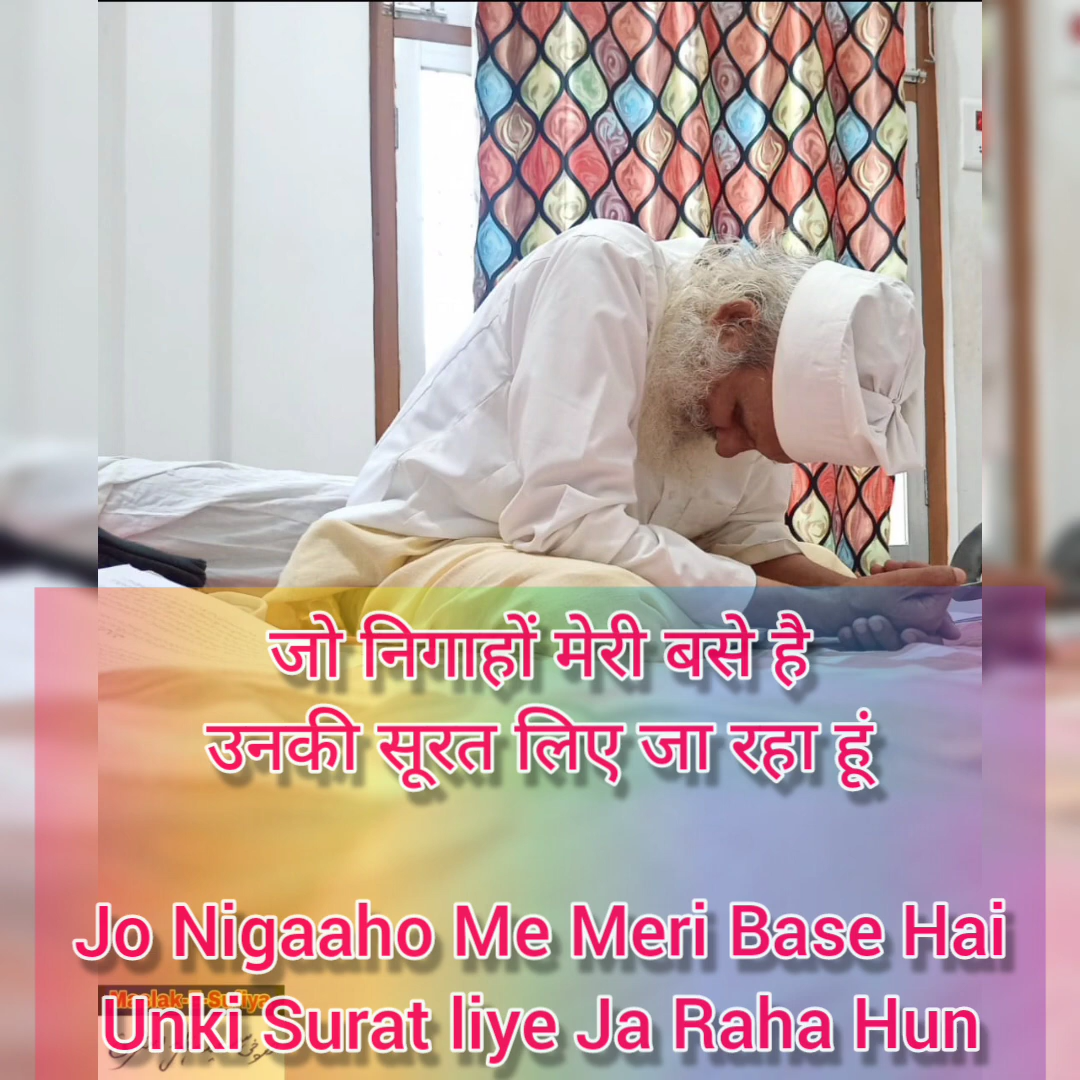 जो निगाहों मेरी बसे है
उनकी सूरत लिए जा रहा हूं
Jo Nigaaho Me Meri Base Hai
Unki Surat liye Ja Raha Hun